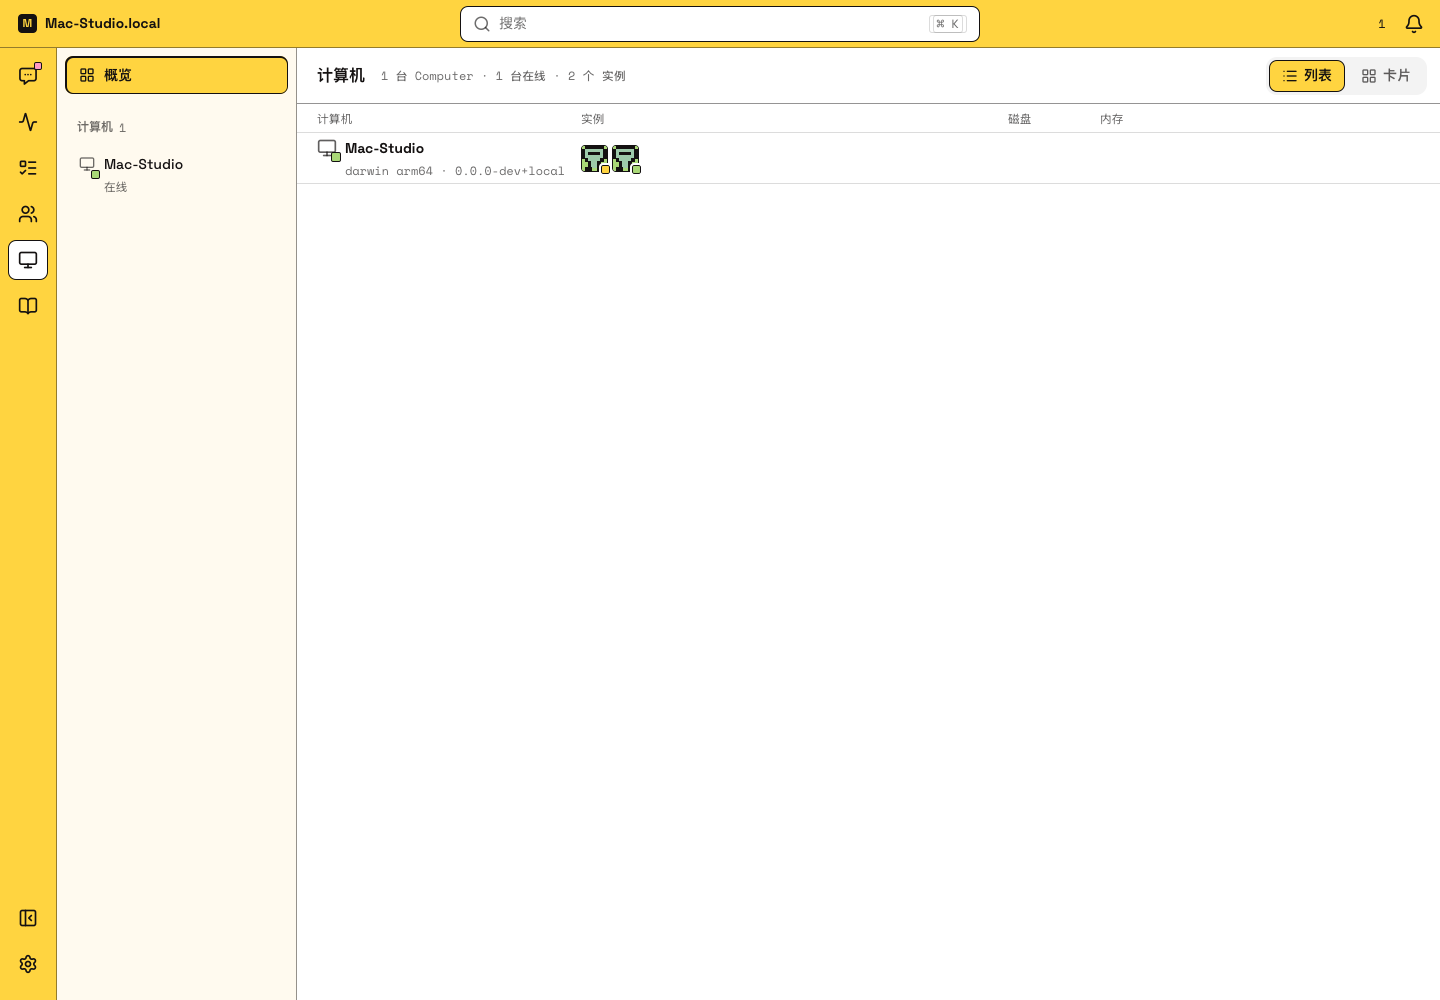 M Mac-Studio.local
搜索
⌘ K
1
概览
计算机 1
Mac-Studio
在线
计算机 1 台 Computer · 1 台在线 · 2 个 实例
列表
卡片
计算机 实例 磁盘 内存
Mac-Studio
darwin arm64 · 0.0.0-dev+local